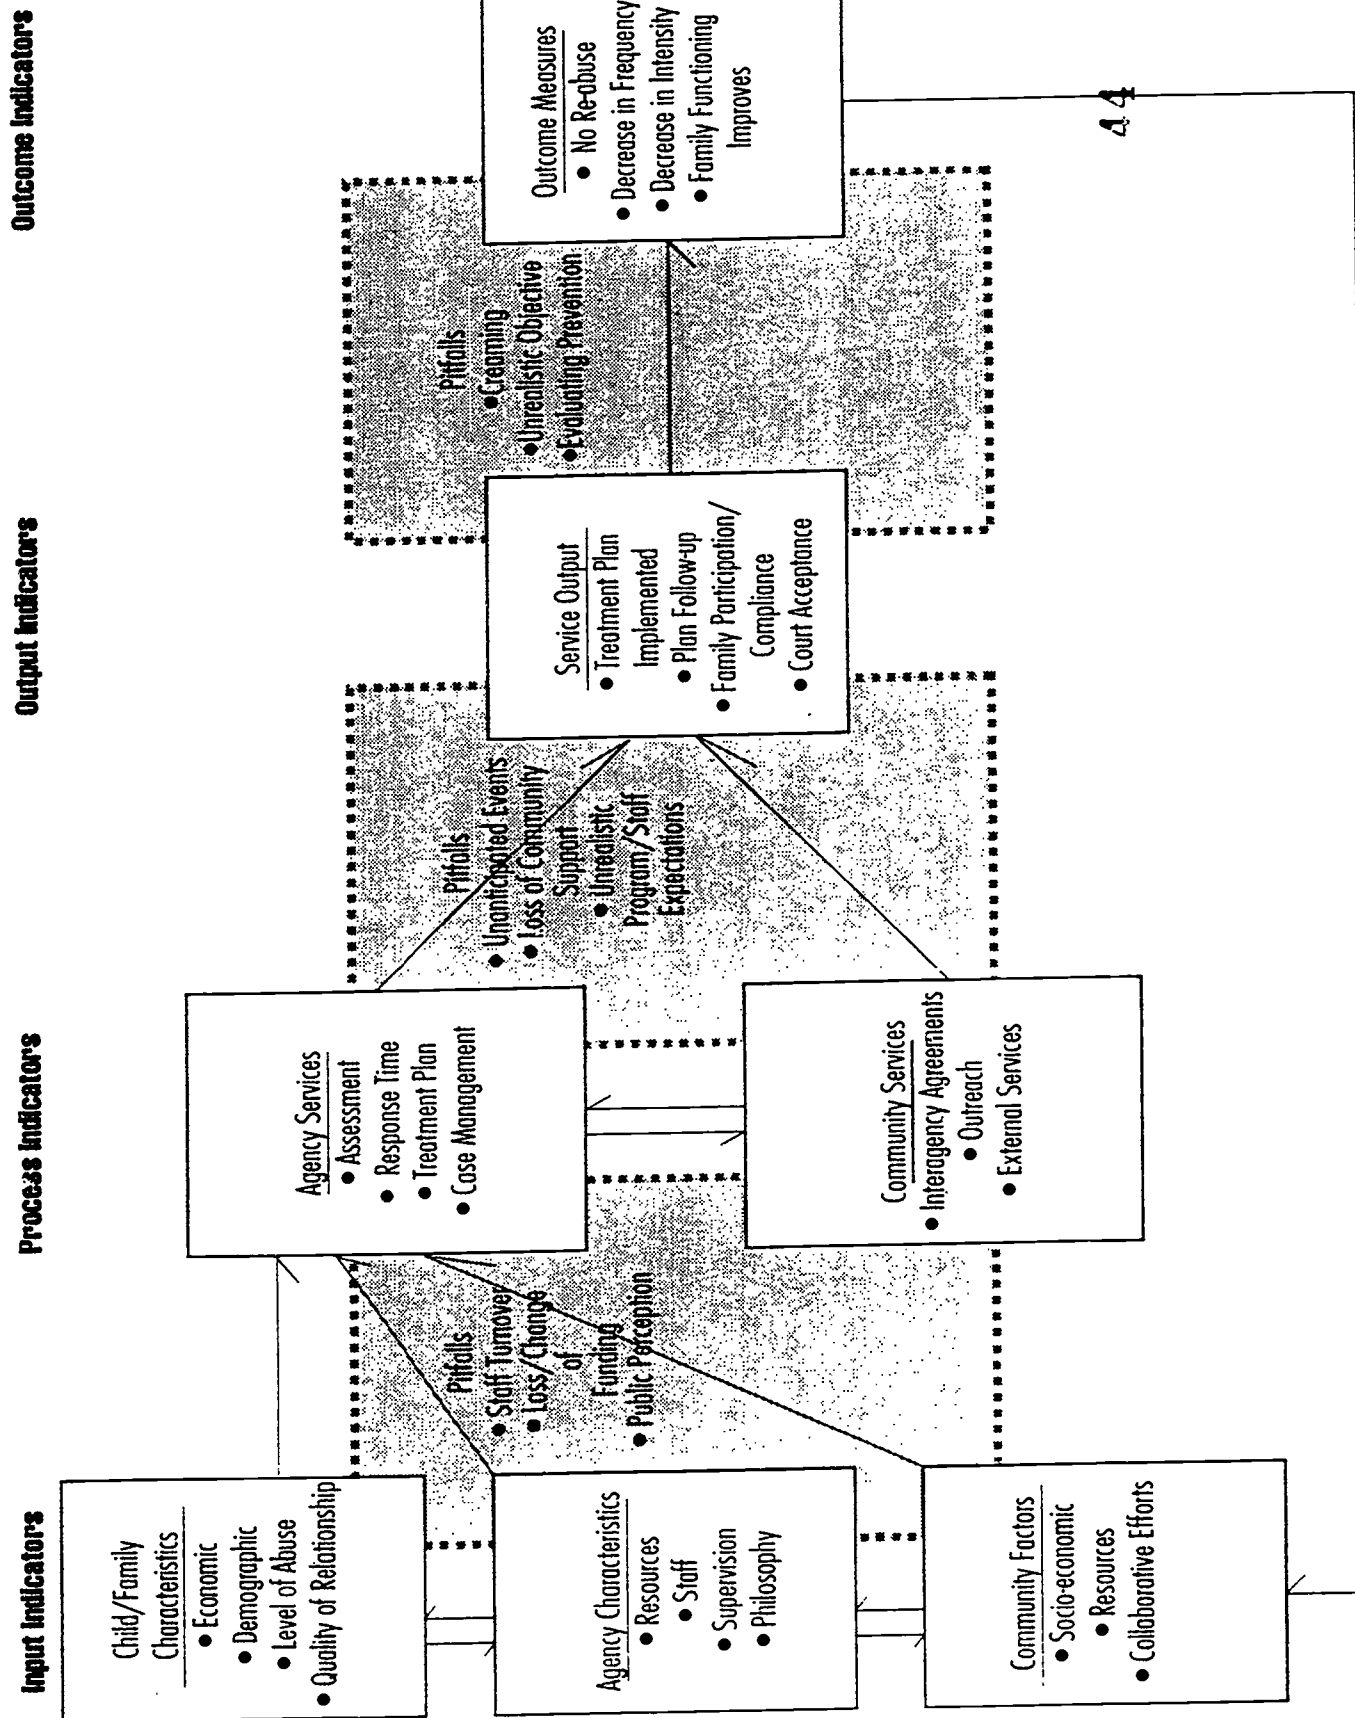 Input Indicators
Process Indicators
Output Indicators
Outcome Indicators
Child/Family
Characteristics
• Economic
• Demographic
• Level of Abuse
• Quality of Relationship
Agency Characteristics
• Resources
• Staff
• Supervision
• Philosophy
Community Factors
• Socio-economic
• Resources
• Collaborative Efforts
Pitfalls
• Staff Turnover
• Loss/Change
of
Funding
• Public Perception
Agency Services
• Assessment
• Response Time
• Treatment Plan
• Case Management
Community Services
• Interagency Agreements
• Outreach
• External Services
Pitfalls
• Unanticipated Events
• Loss of Community
Support
• Unrealistic
Program/Staff
Expectations
Service Output
• Treatment Plan
Implemented
• Plan Follow-up
• Family Participation/
Compliance
• Court Acceptance
Pitfalls
• Creaming
• Unrealistic Objective
• Evaluating Prevention
Outcome Measures
• No Re-abuse
• Decrease in Frequency
• Decrease in Intensity
• Family Functioning
Improves
44